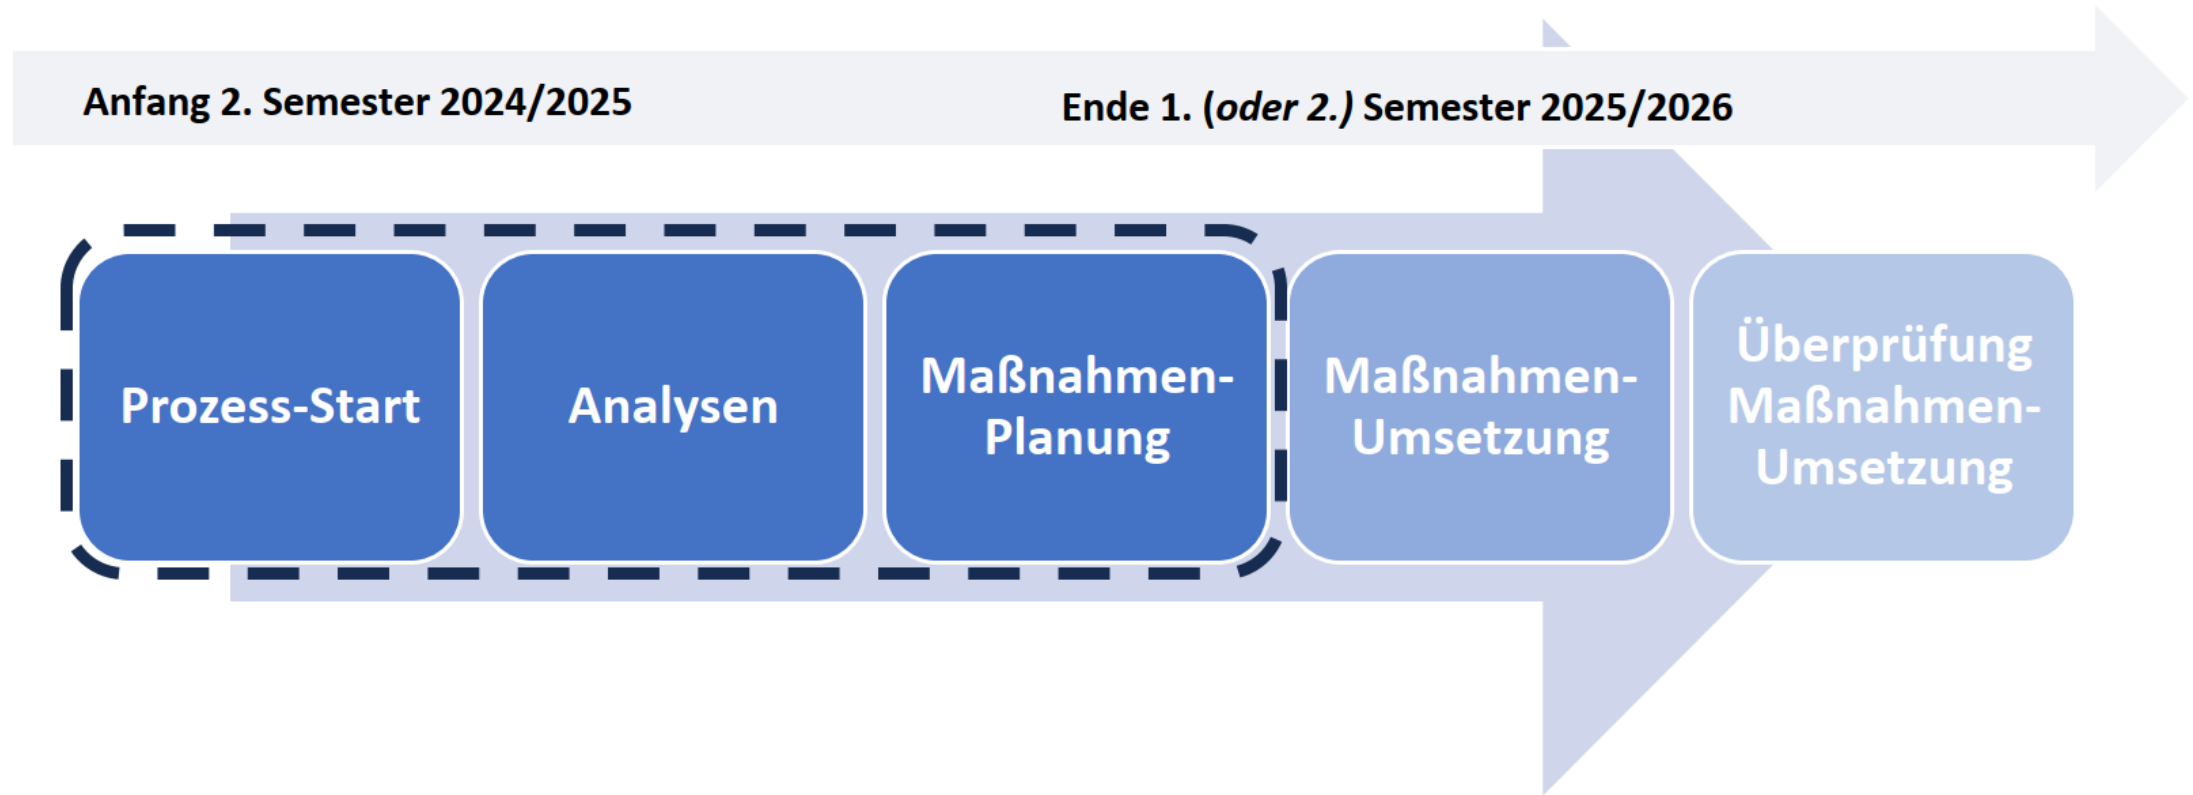 Anfang 2. Semester 2024/2025
Ende 1. (oder 2.) Semester 2025/2026
Prozess-Start
Analysen
Maßnahmen-
Planung
Maßnahmen-
Umsetzung
Überprüfung
Maßnahmen-
Umsetzung